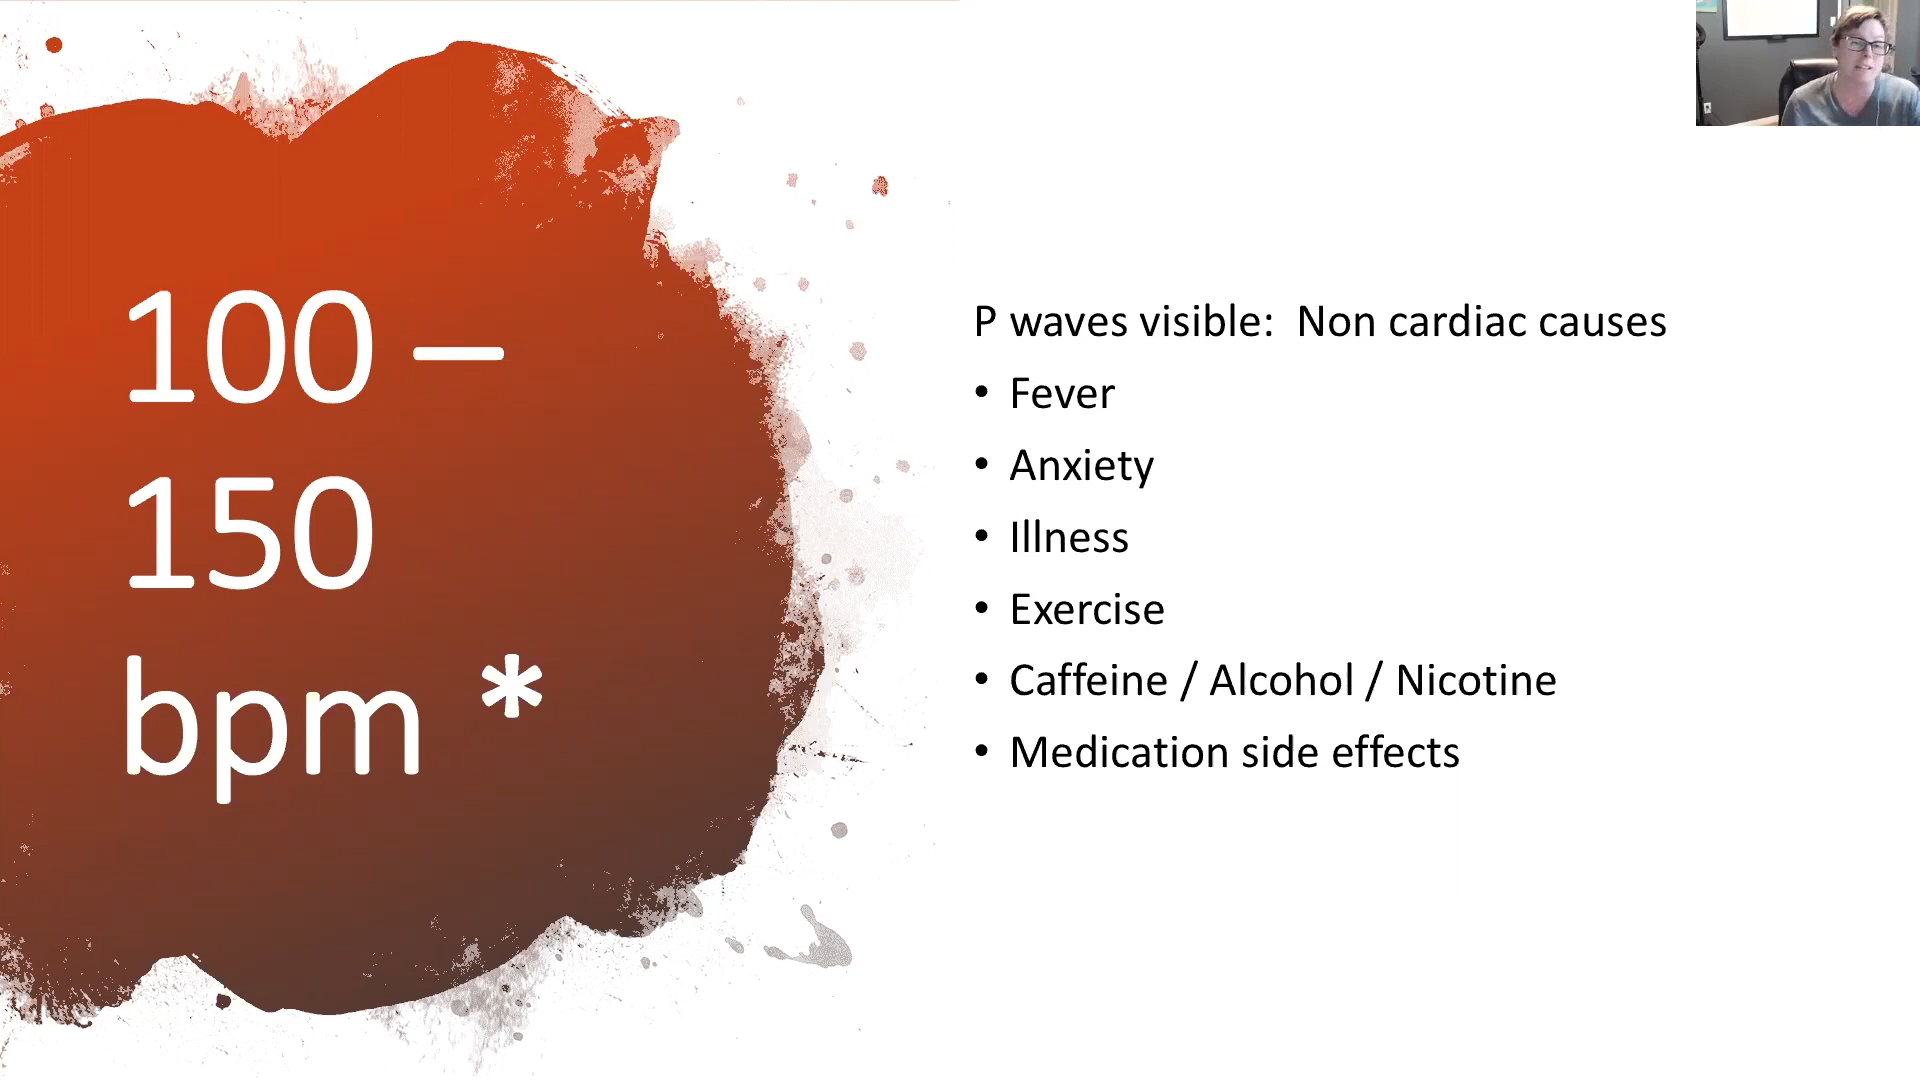 100 –
150
bpm *
P waves visible:  Non cardiac causes
• Fever
• Anxiety
• Illness
• Exercise
• Caffeine / Alcohol / Nicotine
• Medication side effects